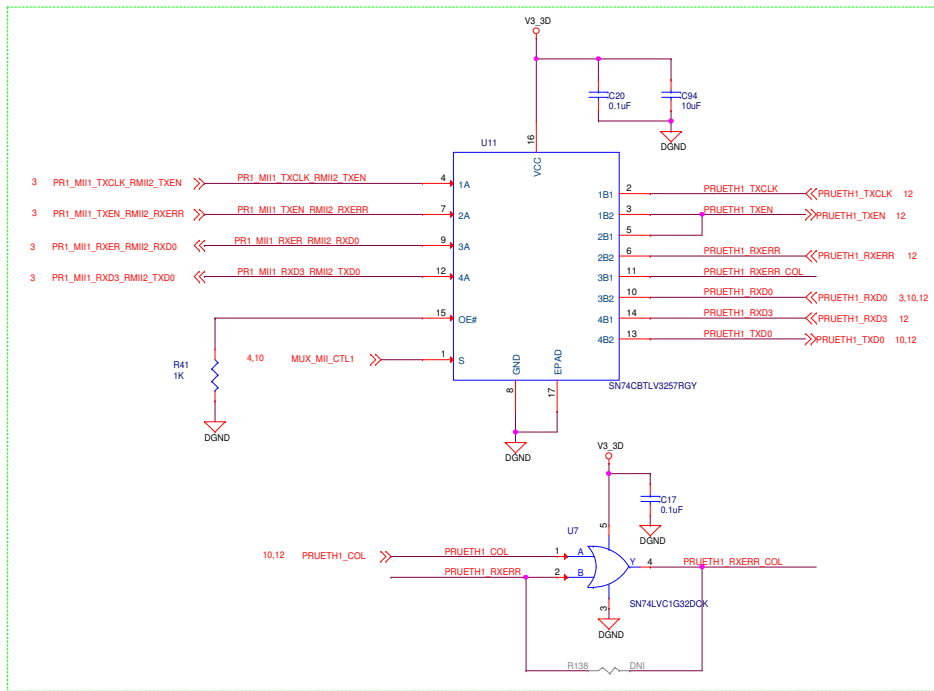 V3_3D
C20
0.1uF
C94
10uF
DGND
U11
16
VCC
3 PR1_MII1_TXCLK_RMII2_TXEN PR1_MII1_TXCLK_RMII2_TXEN 4 1A
3 PR1_MII1_TXEN_RMII2_RXERR PR1_MII1_TXEN_RMII2_RXERR 7 2A
3 PR1_MII1_RXER_RMII2_RXD0 PR1_MII1_RXER_RMII2_RXD0 9 3A
3 PR1_MII1_RXD3_RMII2_TXD0 PR1_MII1_RXD3_RMII2_TXD0 12 4A
15 OE#
4,10 MUX_MII_CTL1 1 S
1B1 2 PRUETH1_TXCLK PRUETH1_TXCLK 12
1B2 3 PRUETH1_TXEN PRUETH1_TXEN 12
2B1 5
2B2 6 PRUETH1_RXERR PRUETH1_RXERR 12
3B1 11 PRUETH1_RXERR_COL
3B2 10 PRUETH1_RXD0 PRUETH1_RXD0 3,10,12
4B1 14 PRUETH1_RXD3 PRUETH1_RXD3 12
4B2 13 PRUETH1_TXD0 PRUETH1_TXD0 10,12
R41
1K
DGND
GND
EPAD
8
17
SN74CBTLV3257RGY
DGND
V3_3D
C17
0.1uF
DGND
U7
5
10,12 PRUETH1_COL PRUETH1_COL 1 A
PRUETH1_RXERR 2 B
Y 4 PRUETH1_RXERR_COL
3
SN74LVC1G32DCK
DGND
R138 DNI